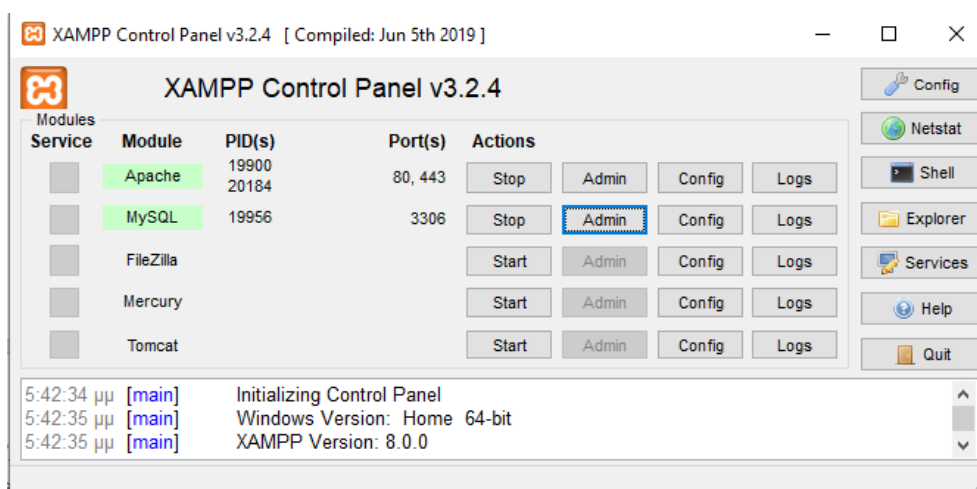 XAMPP Control Panel v3.2.4 [ Compiled: Jun 5th 2019 ]
XAMPP Control Panel v3.2.4
Config
Modules
Service Module PID(s) Port(s) Actions
Netstat
Apache 19900 20184 80, 443 Stop Admin Config Logs
Shell
MySQL 19956 3306 Stop Admin Config Logs
Explorer
FileZilla Start Admin Config Logs
Services
Mercury Start Admin Config Logs
Help
Tomcat Start Admin Config Logs
Quit
5:42:34 μμ [main] Initializing Control Panel
5:42:35 μμ [main] Windows Version: Home 64-bit
5:42:35 μμ [main] XAMPP Version: 8.0.0